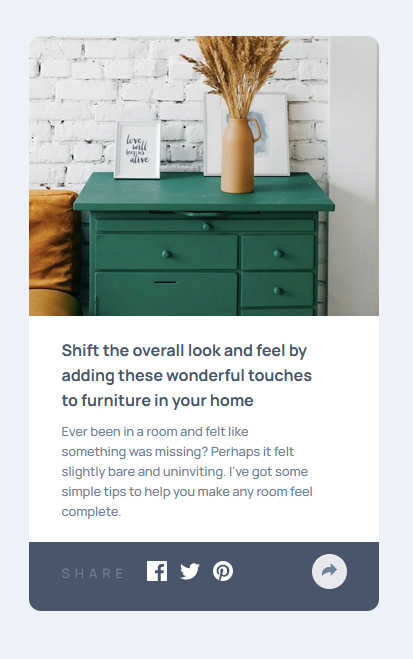 love
will
keep us
alive
Shift the overall look and feel by
adding these wonderful touches
to furniture in your home
Ever been in a room and felt like
something was missing? Perhaps it felt
slightly bare and uninviting. I've got some
simple tips to help you make any room feel
complete.
SHARE